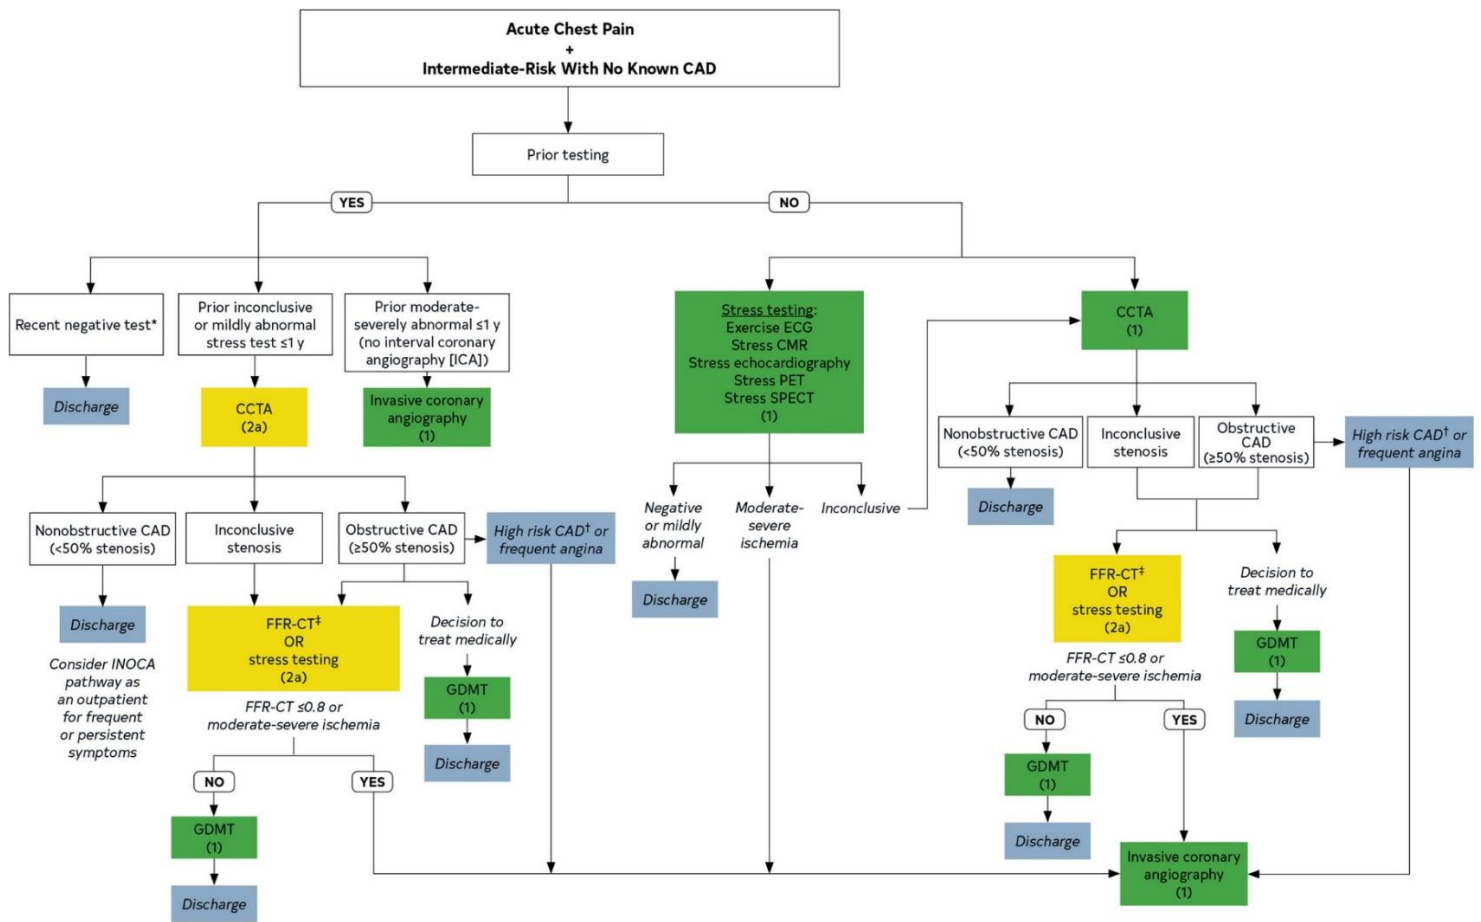 Acute Chest Pain
+
Intermediate-Risk With No Known CAD
Prior testing
YES
NO
Recent negative test*
Discharge
Prior inconclusive
or mildly abnormal
stress test ≤1 y
CCTA
(2a)
Prior moderate-
severely abnormal ≤1 y
(no interval coronary
angiography [ICA])
Invasive coronary
angiography
(1)
Nonobstructive CAD
(<50% stenosis)
Discharge
Consider INOCA
pathway as
an outpatient
for frequent
or persistent
symptoms
Inconclusive
stenosis
Obstructive CAD
(≥50% stenosis)
High risk CAD† or
frequent angina
FFR-CT‡
OR
stress testing
(2a)
Decision to
treat medically
GDMT
(1)
Discharge
FFR-CT ≤0.8 or
moderate-severe ischemia
NO
YES
GDMT
(1)
Discharge
Stress testing:
Exercise ECG
Stress CMR
Stress echocardiography
Stress PET
Stress SPECT
(1)
Negative
or mildly
abnormal
Discharge
Moderate-
severe
ischemia
Inconclusive
CCTA
(1)
Nonobstructive CAD
(<50% stenosis)
Discharge
Inconclusive
stenosis
Obstructive
CAD
(≥50% stenosis)
High risk CAD† or
frequent angina
FFR-CT‡
OR
stress testing
(2a)
Decision to
treat medically
GDMT
(1)
Discharge
FFR-CT ≤0.8 or
moderate-severe ischemia
NO
YES
GDMT
(1)
Discharge
Invasive coronary
angiography
(1)